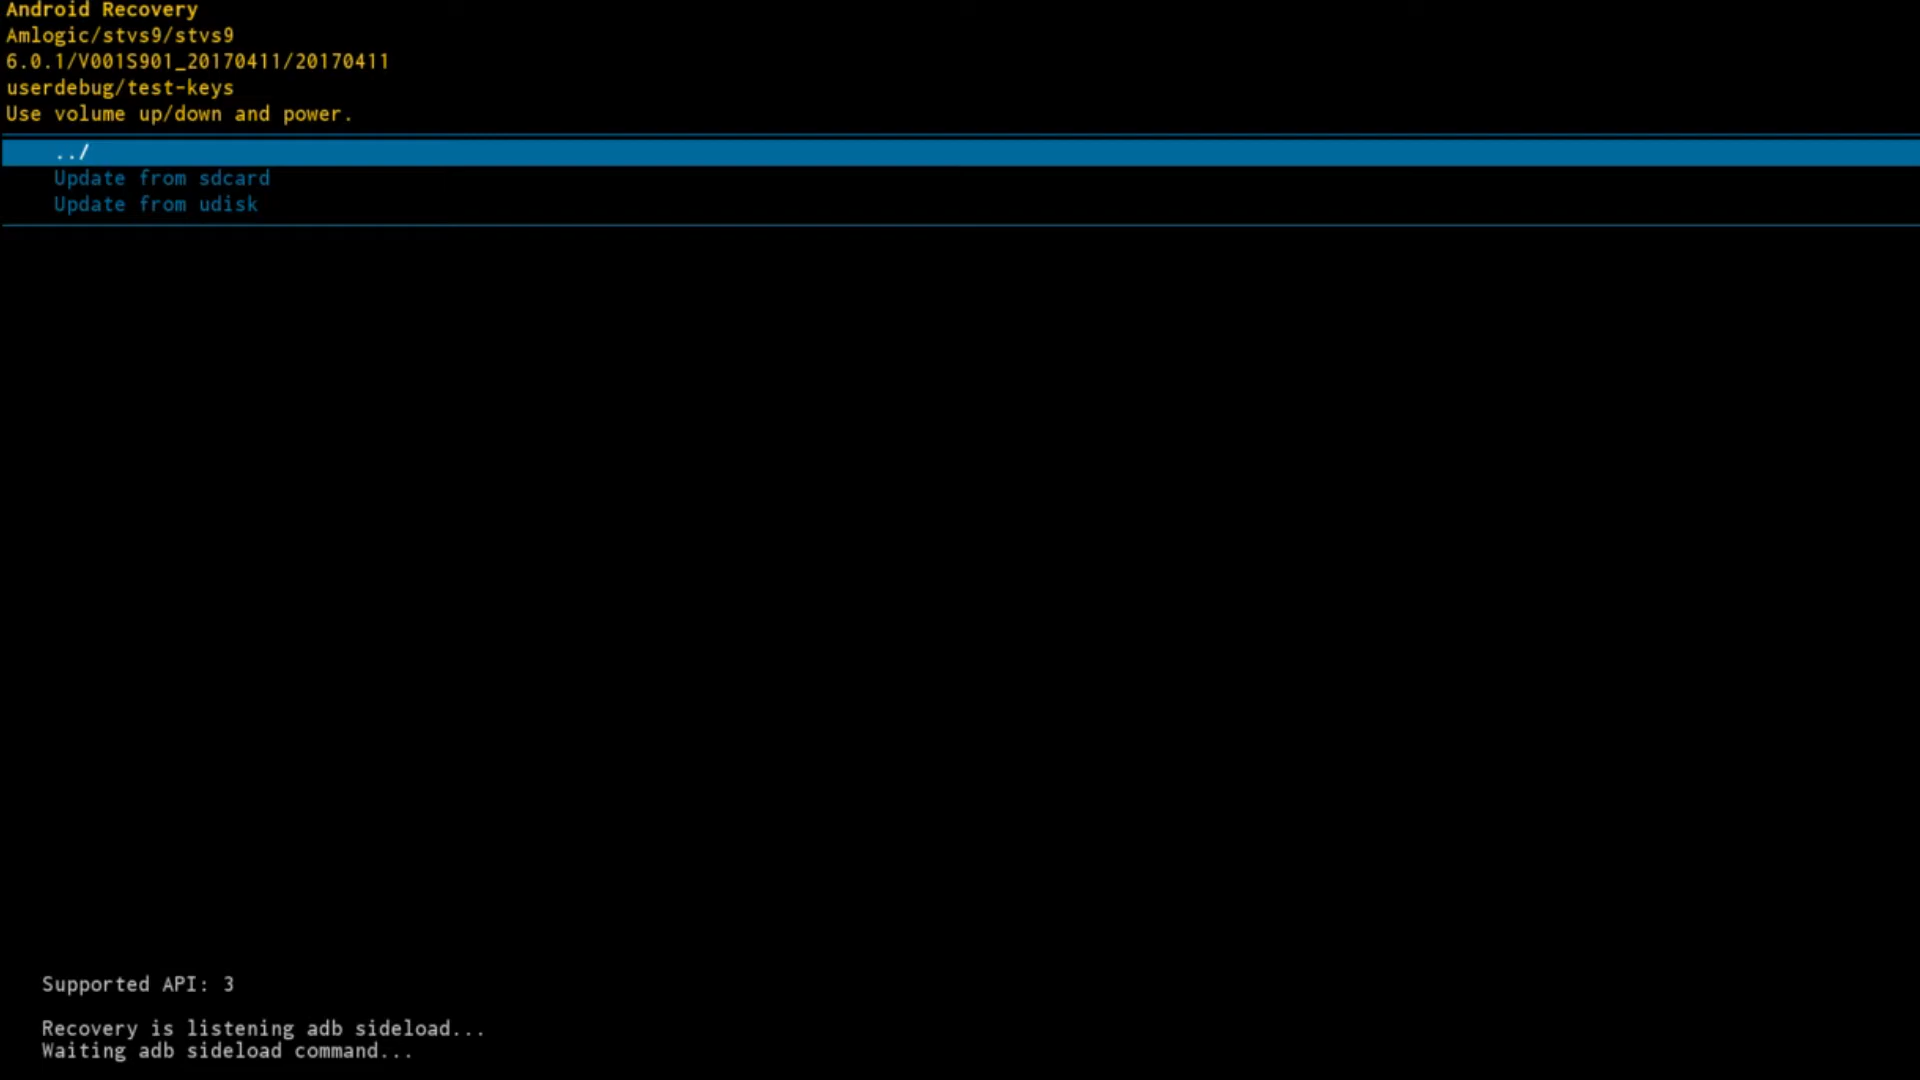 Android Recovery
Amlogic/stvs9/stvs9
6.0.1/V001S901_20170411/20170411
userdebug/test-keys
Use volume up/down and power.
../
Update from sdcard
Update from udisk
Supported API: 3
Recovery is listening adb sideload...
Waiting adb sideload command...